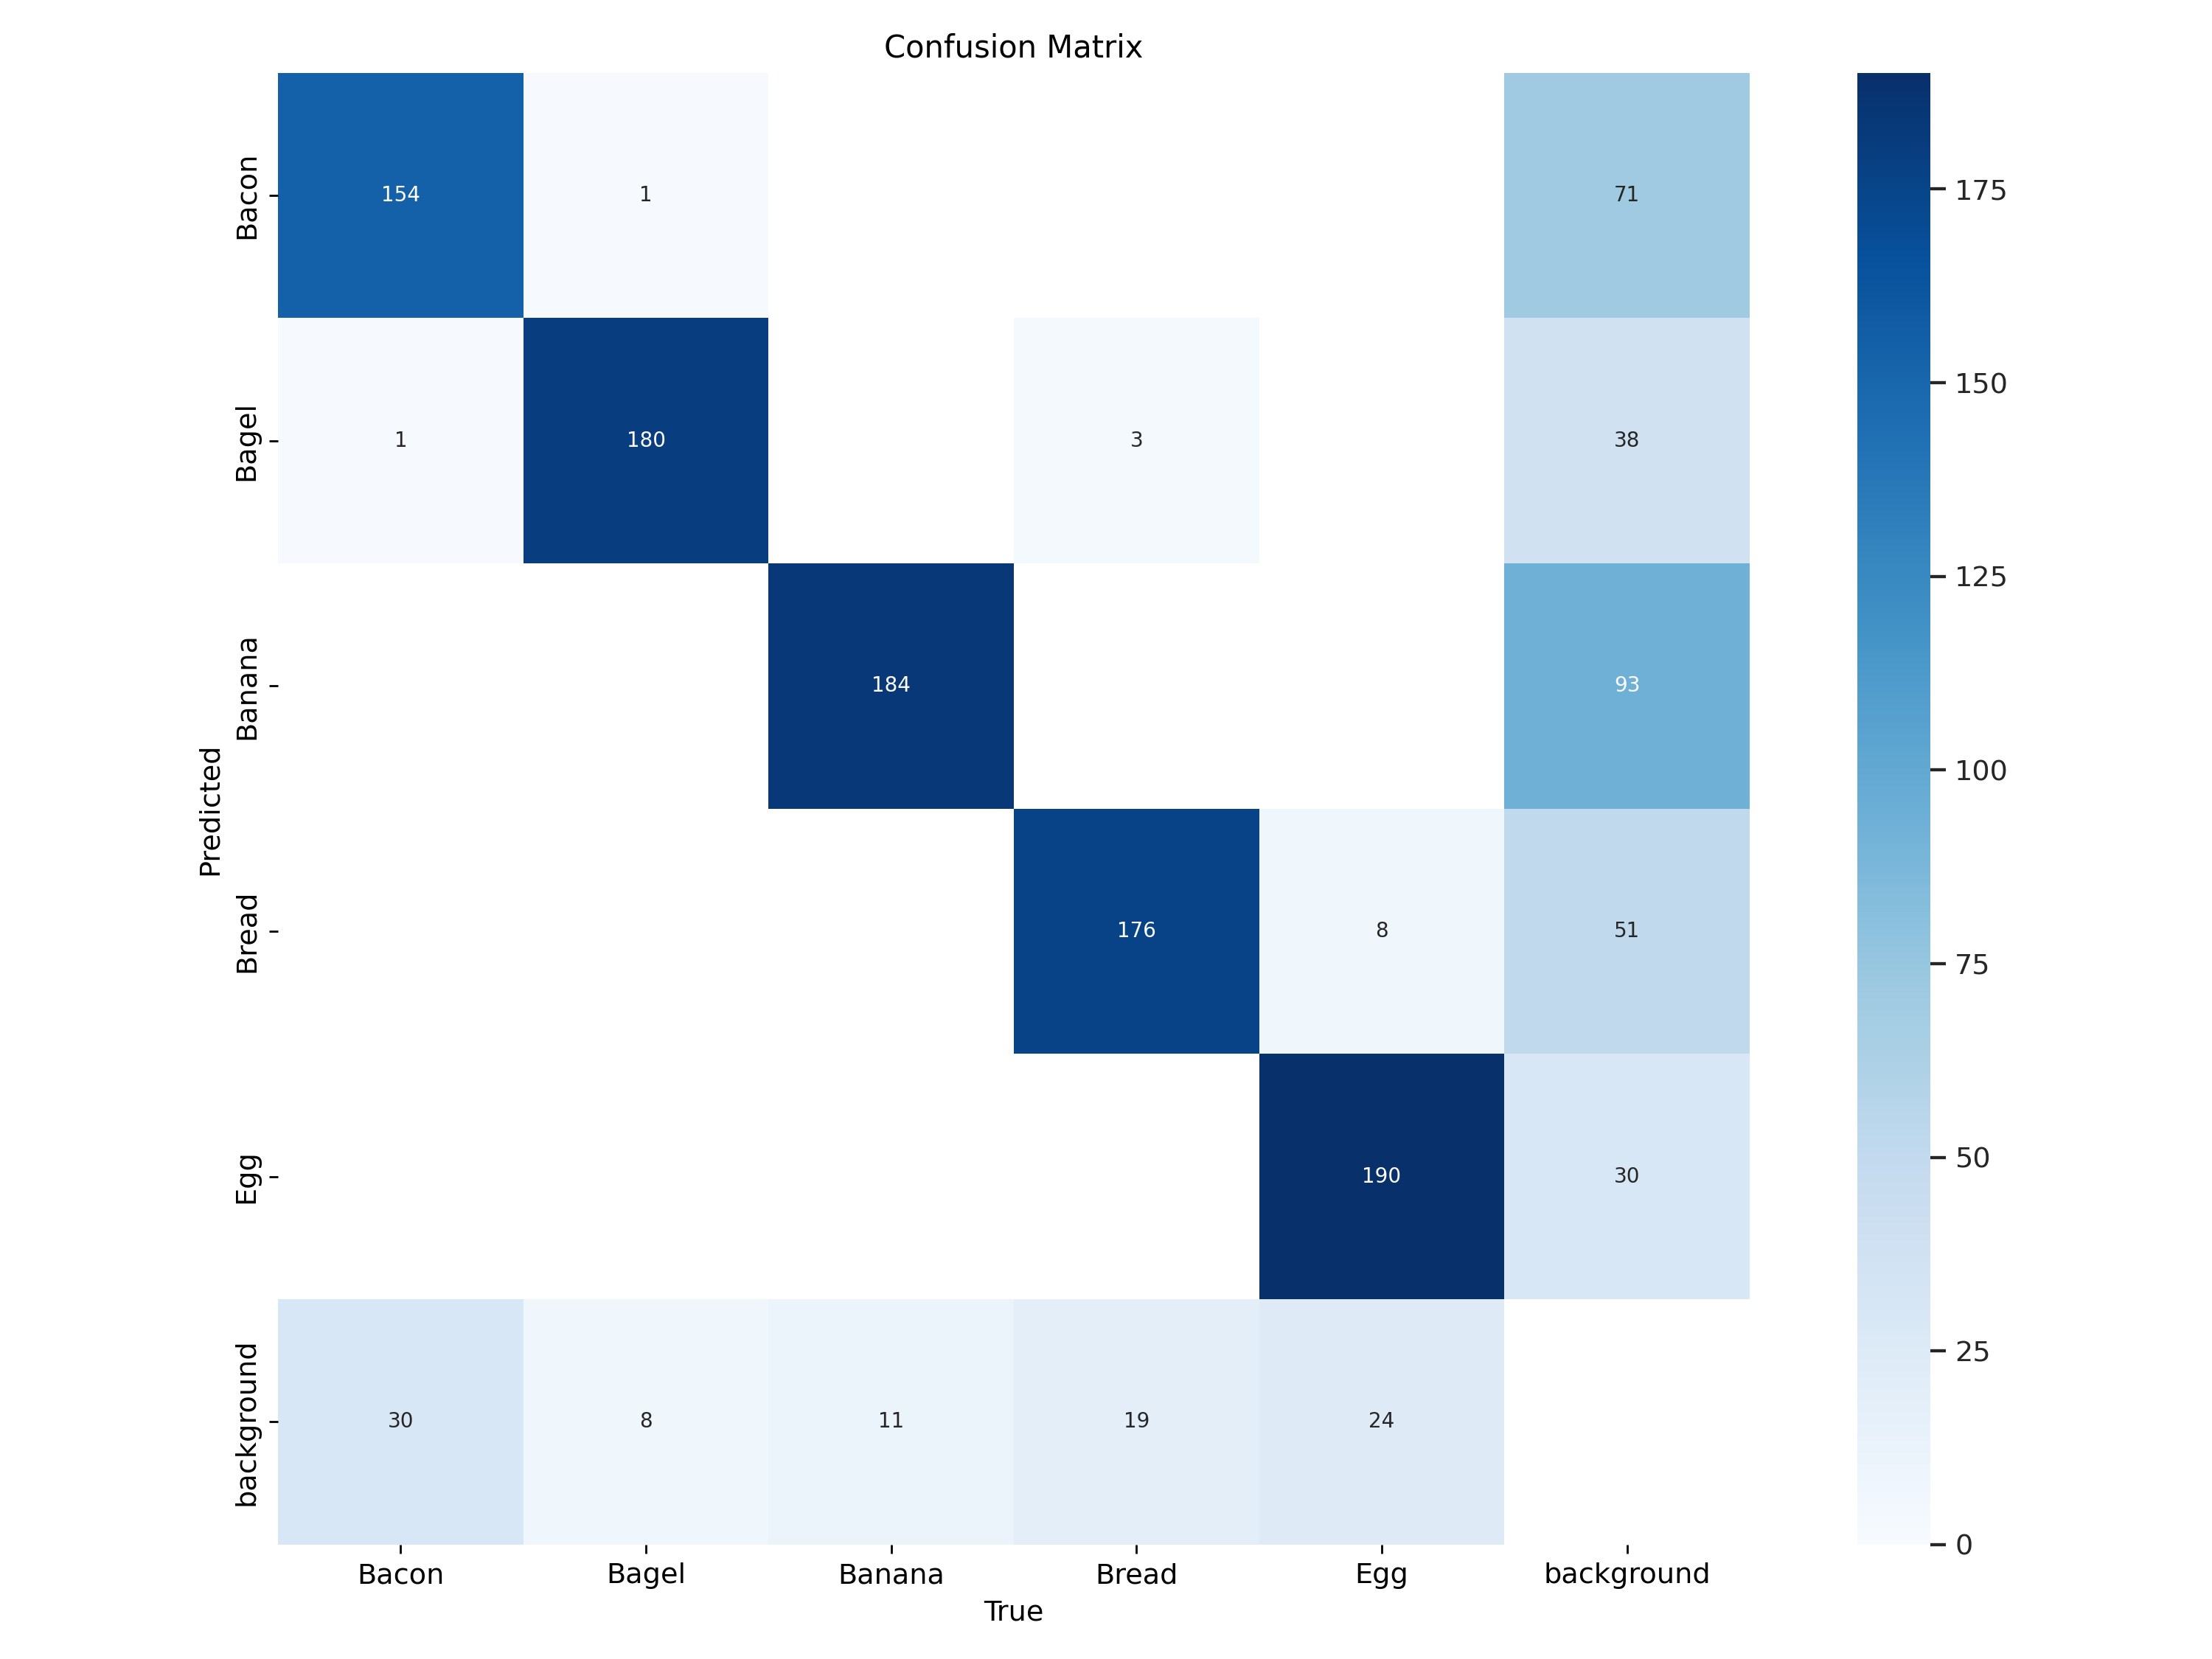 Confusion Matrix
Bacon
154 1 71
175
150
Bagel
1 180 3 38
125
Banana
184 93
100
Predicted
Bread
176 8 51
75
50
Egg
190 30
25
background
30 8 11 19 24
0
Bacon Bagel Banana Bread Egg background
True